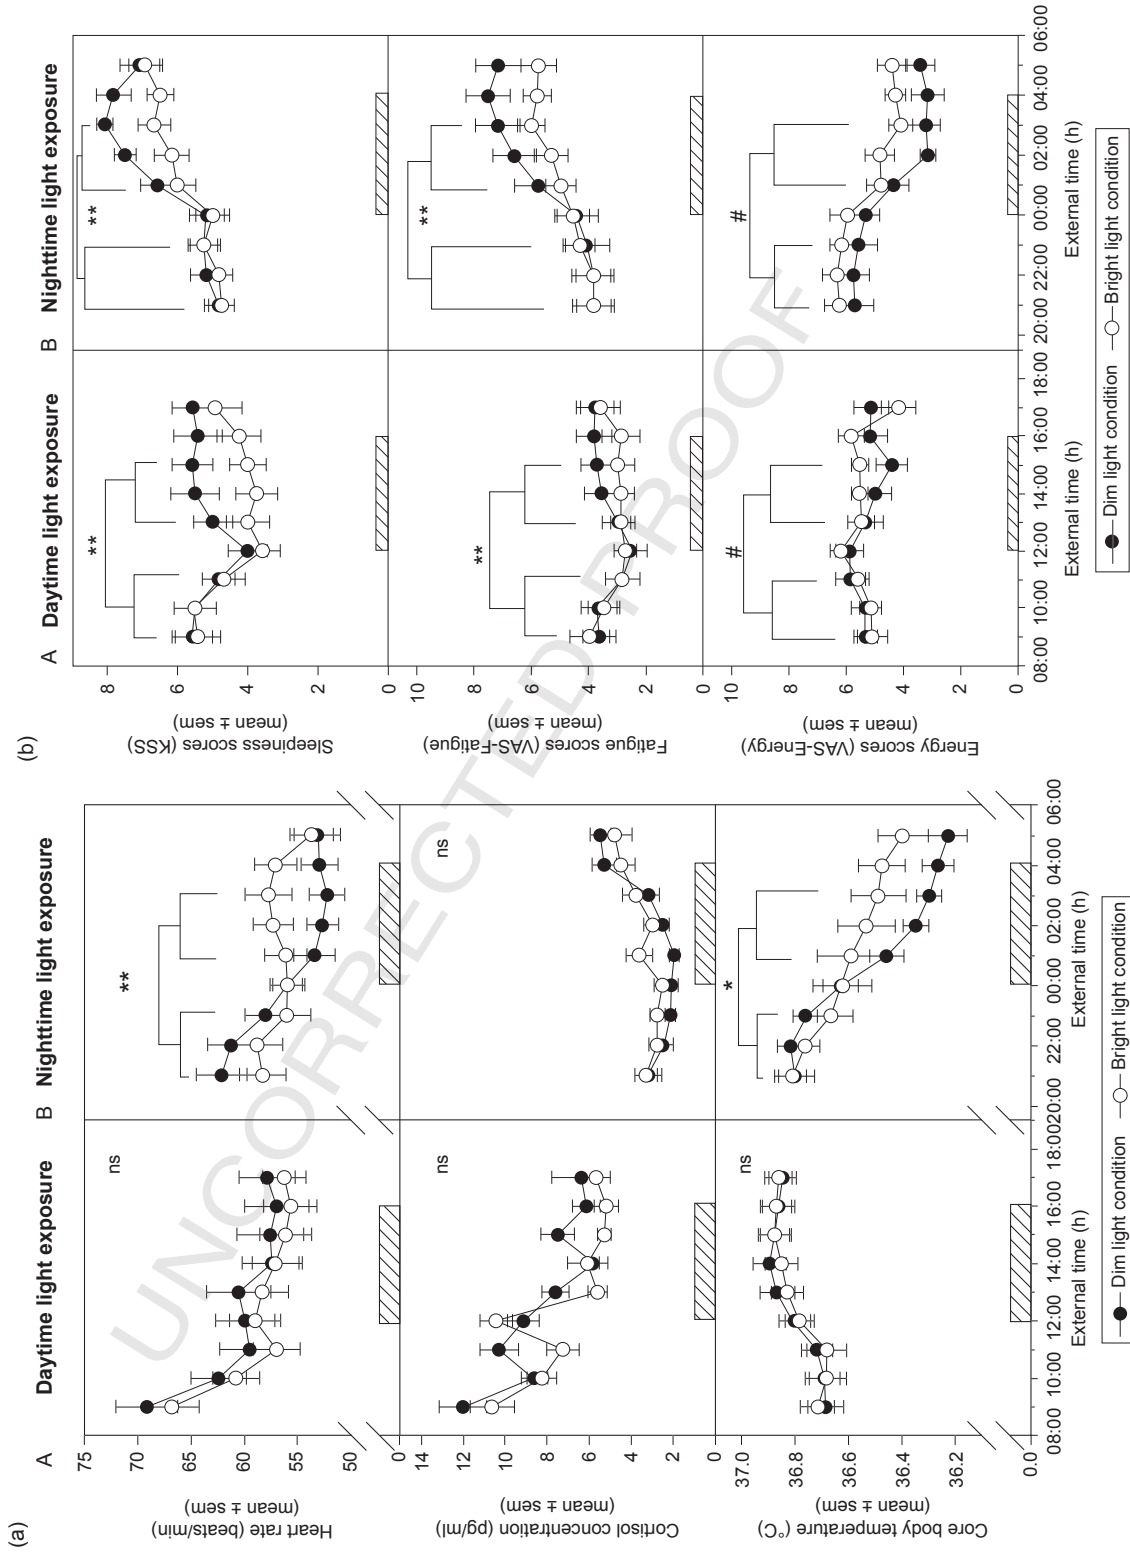 (a)
A Daytime light exposure B Nighttime light exposure
75
70
65
60
55
50
0
Heart rate (beats/min)
(mean ± sem)
ns
**
14
12
10
8
6
4
2
0
Cortisol concentration (pg/ml)
(mean ± sem)
ns
ns
37.0
36.8
36.6
36.4
36.2
0.0
Core body temperature (°C)
(mean ± sem)
ns
*
08:00 10:00 12:00 14:00 16:00 18:00 20:00 22:00 00:00 02:00 04:00 06:00
External time (h) External time (h)
Dim light condition Bright light condition
(b)
A Daytime light exposure B Nighttime light exposure
8
6
4
2
0
Sleepiness scores (KSS)
(mean ± sem)
**
**
10
8
6
4
2
0
Fatigue scores (VAS-Fatigue)
(mean ± sem)
**
**
10
8
6
4
2
0
Energy scores (VAS-Energy)
(mean ± sem)
#
#
08:00 10:00 12:00 14:00 16:00 18:00 20:00 22:00 00:00 02:00 04:00 06:00
External time (h) External time (h)
Dim light condition Bright light condition
UNCORRECTED PROOF